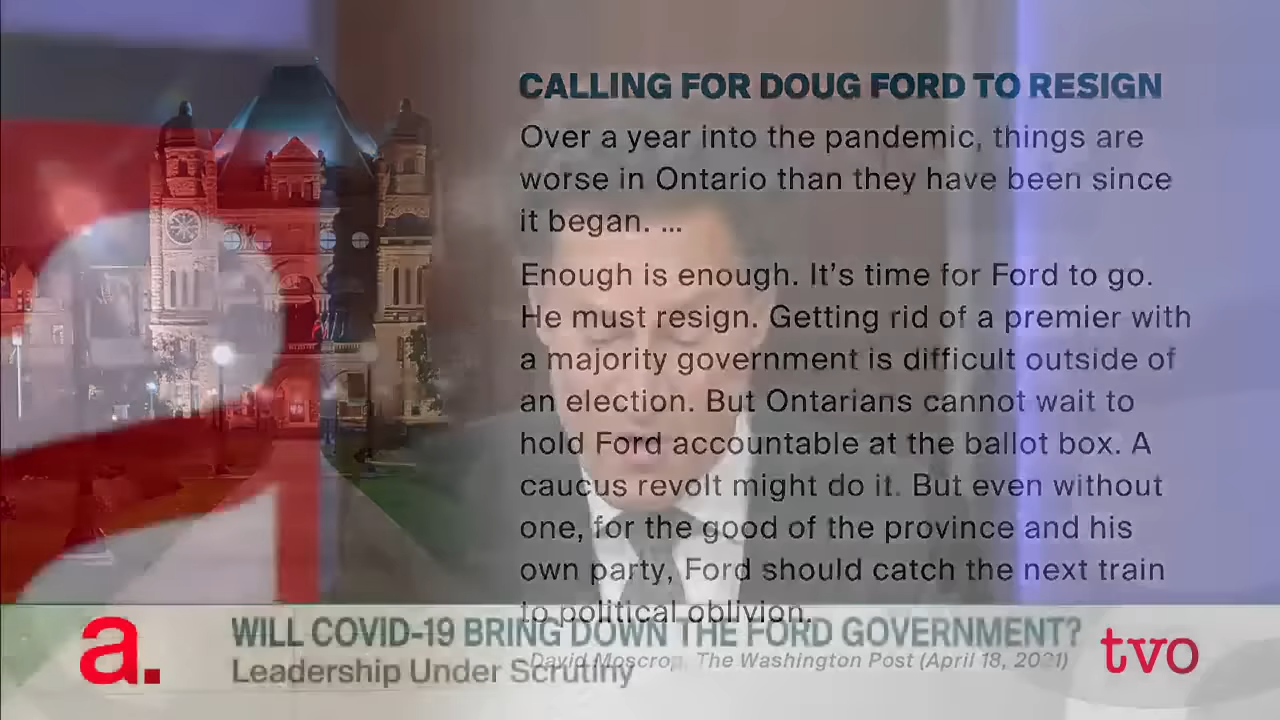 CALLING FOR DOUG FORD TO RESIGN
Over a year into the pandemic, things are
worse in Ontario than they have been since
it began. ...
Enough is enough. It's time for Ford to go.
He must resign. Getting rid of a premier with
a majority government is difficult outside of
an election. But Ontarians cannot wait to
hold Ford accountable at the ballot box. A
caucus revolt might do it. But even without
one, for the good of the province and his
own party, Ford should catch the next train
to political oblivion.
David Moscrop, The Washington Post (April 18, 2021)
a.
WILL COVID-19 BRING DOWN THE FORD GOVERNMENT?
Leadership Under Scrutiny
tvo